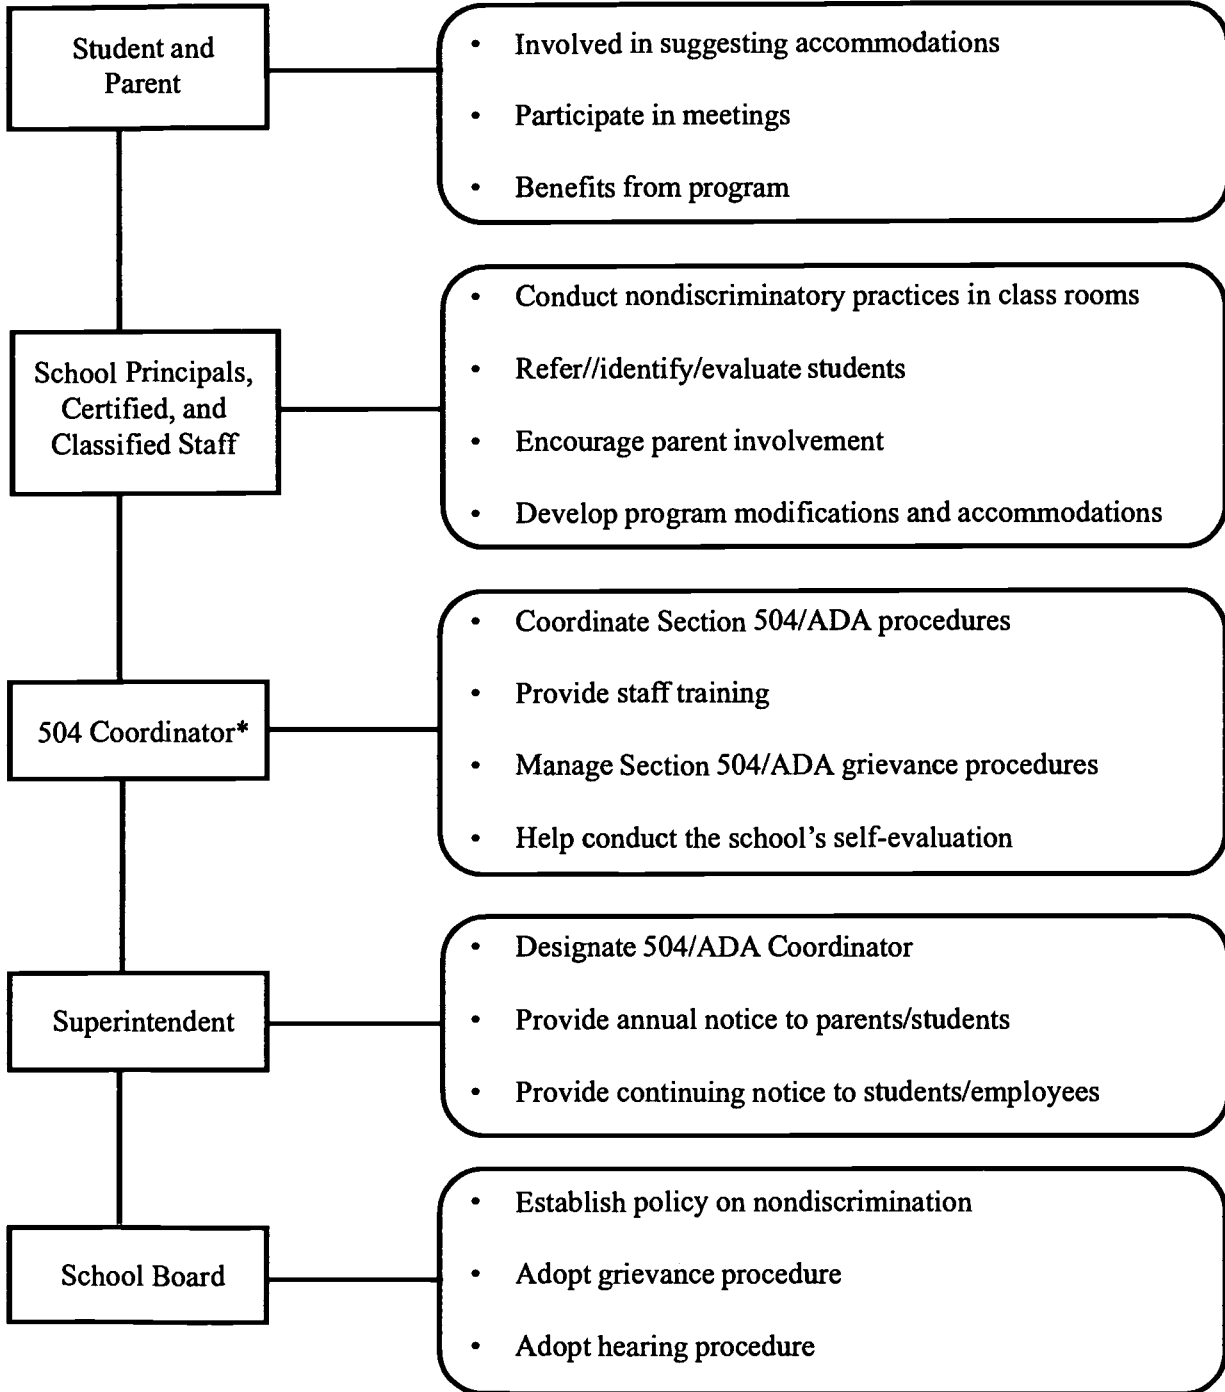 Student and
Parent
• Involved in suggesting accommodations
• Participate in meetings
• Benefits from program
School Principals,
Certified, and
Classified Staff
• Conduct nondiscriminatory practices in class rooms
• Refer//identify/evaluate students
• Encourage parent involvement
• Develop program modifications and accommodations
504 Coordinator*
• Coordinate Section 504/ADA procedures
• Provide staff training
• Manage Section 504/ADA grievance procedures
• Help conduct the school's self-evaluation
Superintendent
• Designate 504/ADA Coordinator
• Provide annual notice to parents/students
• Provide continuing notice to students/employees
School Board
• Establish policy on nondiscrimination
• Adopt grievance procedure
• Adopt hearing procedure